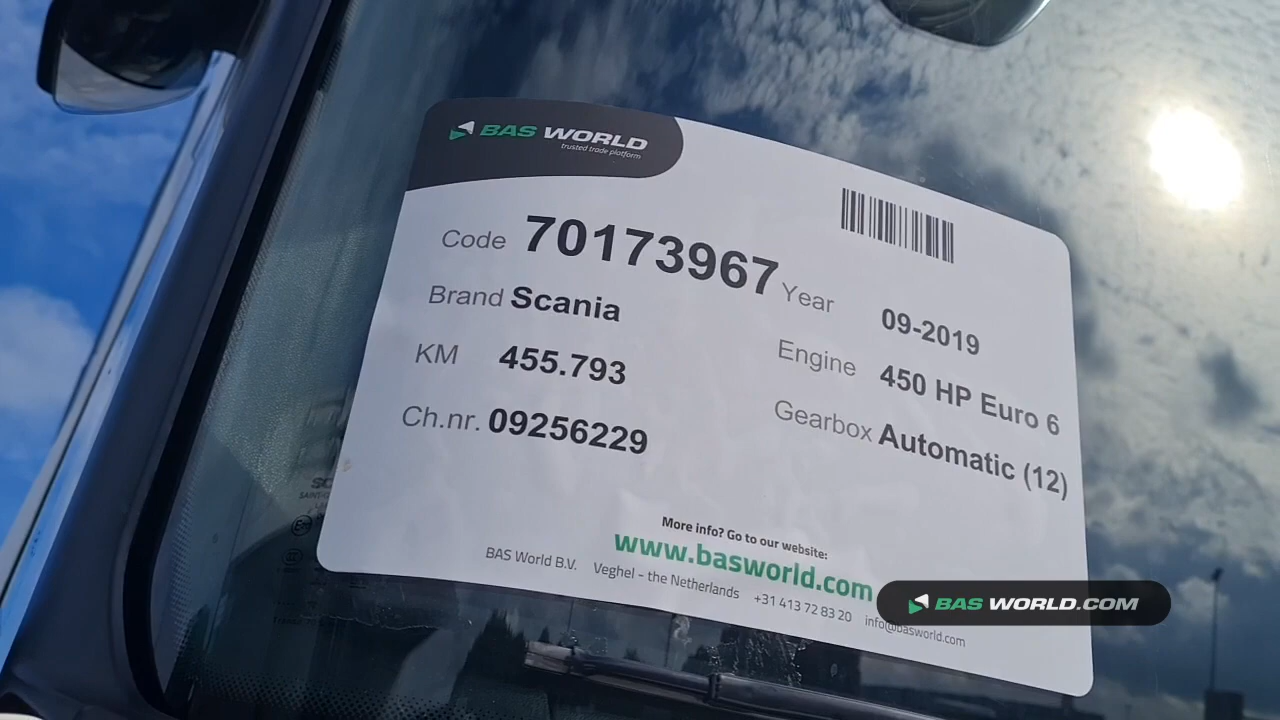 BAS WORLD
trusted trade platform
Code 70173967
Brand Scania
KM 455.793
Ch.nr. 09256229
Year 09-2019
Engine 450 HP Euro 6
Gearbox Automatic (12)
More info? Go to our website:
www.basworld.com
BAS World B.V. Veghel - the Netherlands +31 413 72 83 20 info@basworld.com
BAS WORLD.COM